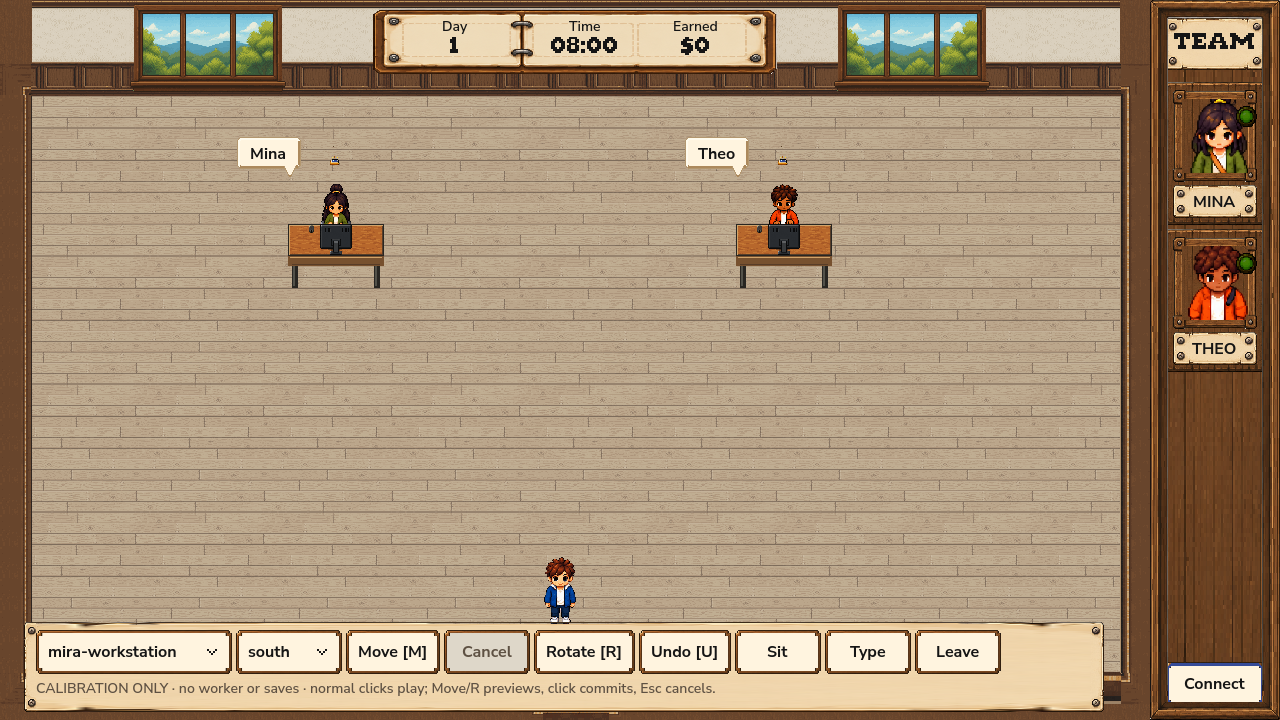 Day
1
Time
08:00
Earned
$0
TEAM
Mina
Theo
MINA
THEO
mira-workstation
south
Move [M]
Cancel
Rotate [R]
Undo [U]
Sit
Type
Leave
CALIBRATION ONLY · no worker or saves · normal clicks play; Move/R previews, click commits, Esc cancels.
Connect